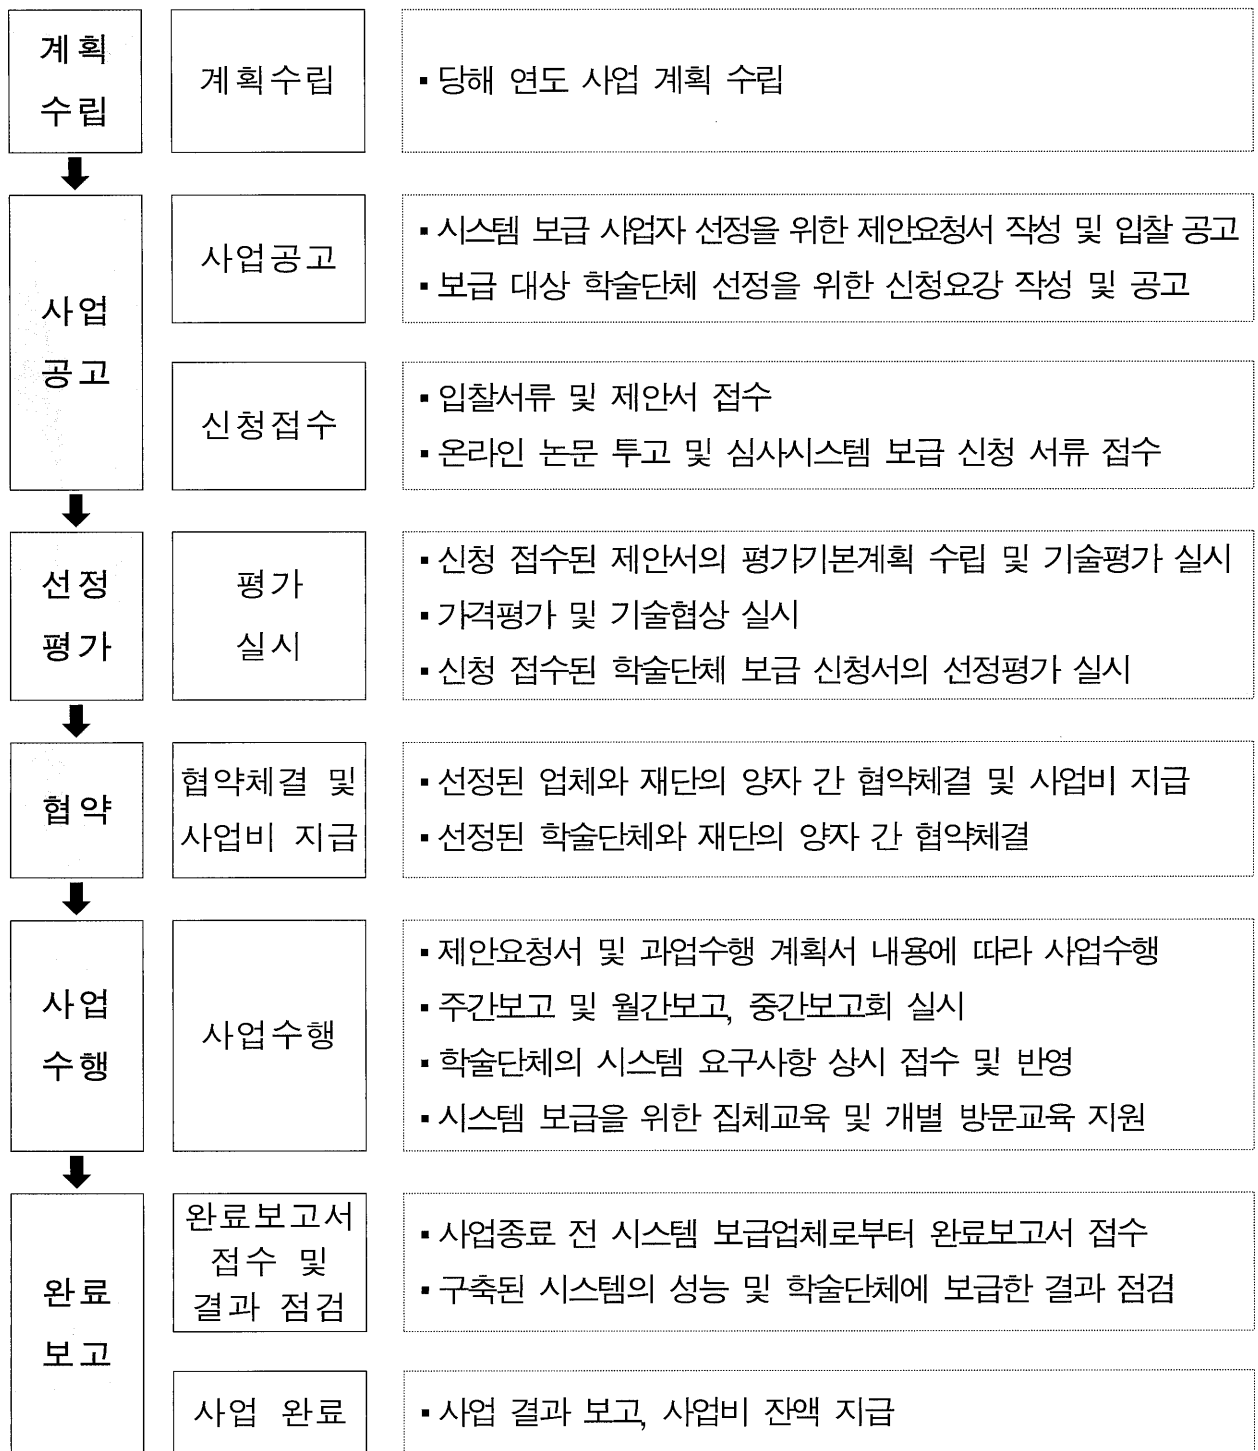 계획
수립
계획수립
▪ 당해 연도 사업 계획 수립
사업
공고
사업공고
▪ 시스템 보급 사업자 선정을 위한 제안요청서 작성 및 입찰 공고
▪ 보급 대상 학술단체 선정을 위한 신청요강 작성 및 공고
신청접수
▪ 입찰서류 및 제안서 접수
▪ 온라인 논문 투고 및 심사시스템 보급 신청 서류 접수
선정
평가
평가
실시
▪ 신청 접수된 제안서의 평가기본계획 수립 및 기술평가 실시
▪ 가격평가 및 기술협상 실시
▪ 신청 접수된 학술단체 보급 신청서의 선정평가 실시
협약
협약체결 및
사업비 지급
▪ 선정된 업체와 재단의 양자 간 협약체결 및 사업비 지급
▪ 선정된 학술단체와 재단의 양자 간 협약체결
사업
수행
사업수행
▪ 제안요청서 및 과업수행 계획서 내용에 따라 사업수행
▪ 주간보고 및 월간보고, 중간보고회 실시
▪ 학술단체의 시스템 요구사항 상시 접수 및 반영
▪ 시스템 보급을 위한 집체교육 및 개별 방문교육 지원
완료
보고
완료보고서
접수 및
결과 점검
▪ 사업종료 전 시스템 보급업체로부터 완료보고서 접수
▪ 구축된 시스템의 성능 및 학술단체에 보급한 결과 점검
사업 완료
▪ 사업 결과 보고, 사업비 잔액 지급